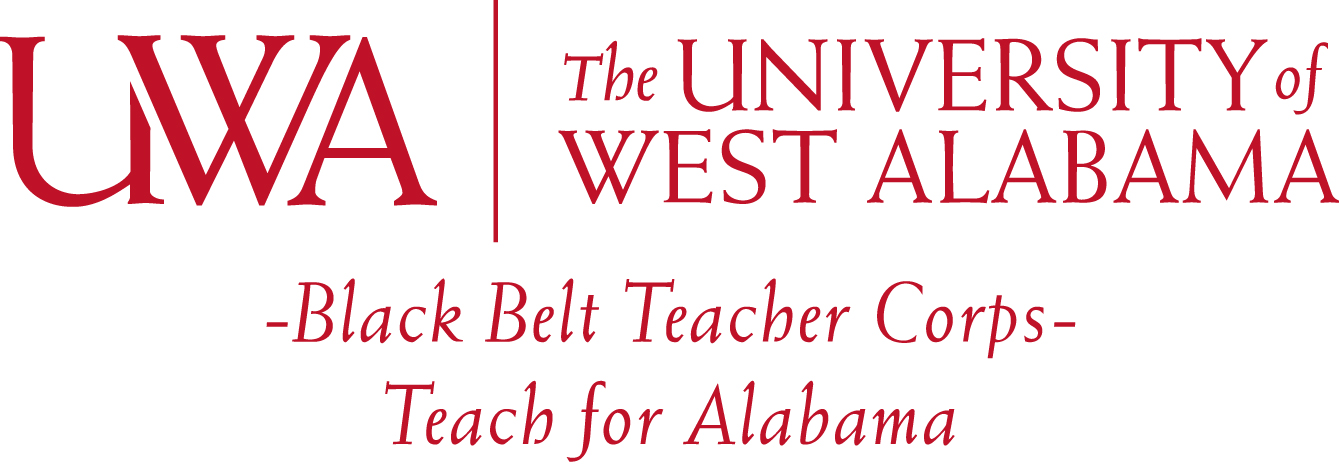 UWA
The UNIVERSITY of
WEST ALABAMA
-Black Belt Teacher Corps-
Teach for Alabama